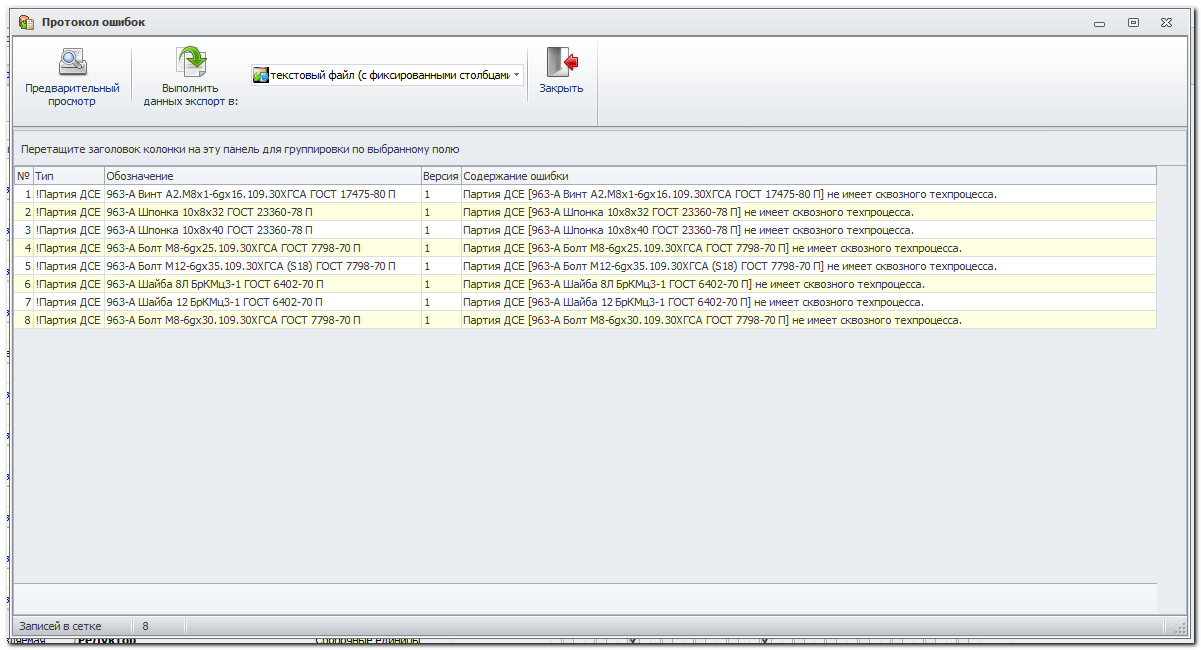 Протокол ошибок
Предварительный просмотр
Выполнить данных экспорт в:
текстовый файл (с фиксированными столбцами
Закрыть
Перетащите заголовок колонки на эту панель для группировки по выбранному полю
№ Тип Обозначение Версия Содержание ошибки
1 !Партия ДСЕ 963-А Винт А2.М8х1-6gх16.109.30ХГСА ГОСТ 17475-80 П 1 Партия ДСЕ [963-А Винт А2.М8х1-6gх16.109.30ХГСА ГОСТ 17475-80 П] не имеет сквозного техпроцесса.
2 !Партия ДСЕ 963-А Шпонка 10х8х32 ГОСТ 23360-78 П 1 Партия ДСЕ [963-А Шпонка 10х8х32 ГОСТ 23360-78 П] не имеет сквозного техпроцесса.
3 !Партия ДСЕ 963-А Шпонка 10х8х40 ГОСТ 23360-78 П 1 Партия ДСЕ [963-А Шпонка 10х8х40 ГОСТ 23360-78 П] не имеет сквозного техпроцесса.
4 !Партия ДСЕ 963-А Болт М8-6gх25.109.30ХГСА ГОСТ 7798-70 П 1 Партия ДСЕ [963-А Болт М8-6gх25.109.30ХГСА ГОСТ 7798-70 П] не имеет сквозного техпроцесса.
5 !Партия ДСЕ 963-А Болт М12-6gх35.109.30ХГСА (S18) ГОСТ 7798-70 П 1 Партия ДСЕ [963-А Болт М12-6gх35.109.30ХГСА (S18) ГОСТ 7798-70 П] не имеет сквозного техпроцесса.
6 !Партия ДСЕ 963-А Шайба 8Л БрКМц3-1 ГОСТ 6402-70 П 1 Партия ДСЕ [963-А Шайба 8Л БрКМц3-1 ГОСТ 6402-70 П] не имеет сквозного техпроцесса.
7 !Партия ДСЕ 963-А Шайба 12 БрКМц3-1 ГОСТ 6402-70 П 1 Партия ДСЕ [963-А Шайба 12 БрКМц3-1 ГОСТ 6402-70 П] не имеет сквозного техпроцесса.
8 !Партия ДСЕ 963-А Болт М8-6gх30.109.30ХГСА ГОСТ 7798-70 П 1 Партия ДСЕ [963-А Болт М8-6gх30.109.30ХГСА ГОСТ 7798-70 П] не имеет сквозного техпроцесса.
Записей в сетке 8
Редуктор Сборочные единицы